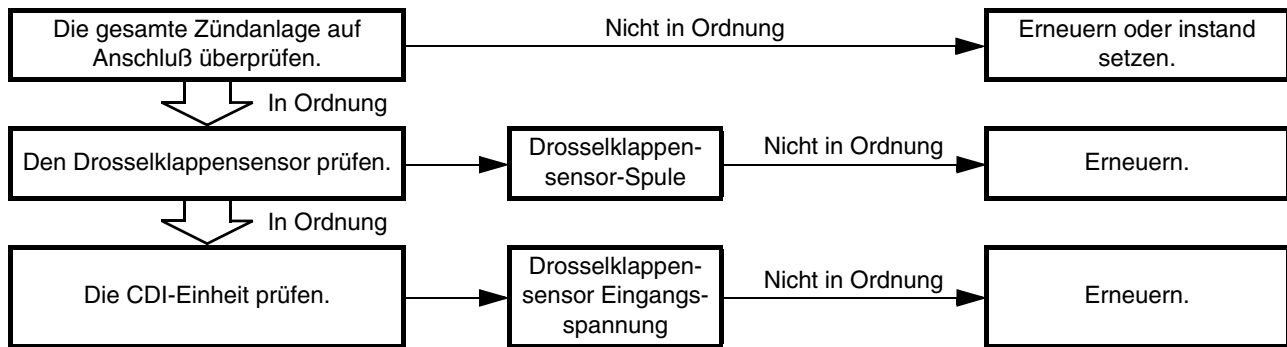 Die gesamte Zündanlage auf
Anschluß überprüfen.
Nicht in Ordnung
Erneuern oder instand
setzen.
In Ordnung
Den Drosselklappensensor prüfen.
Drosselklappen-
sensor-Spule
Nicht in Ordnung
Erneuern.
In Ordnung
Die CDI-Einheit prüfen.
Drosselklappen-
sensor Eingangs-
spannung
Nicht in Ordnung
Erneuern.